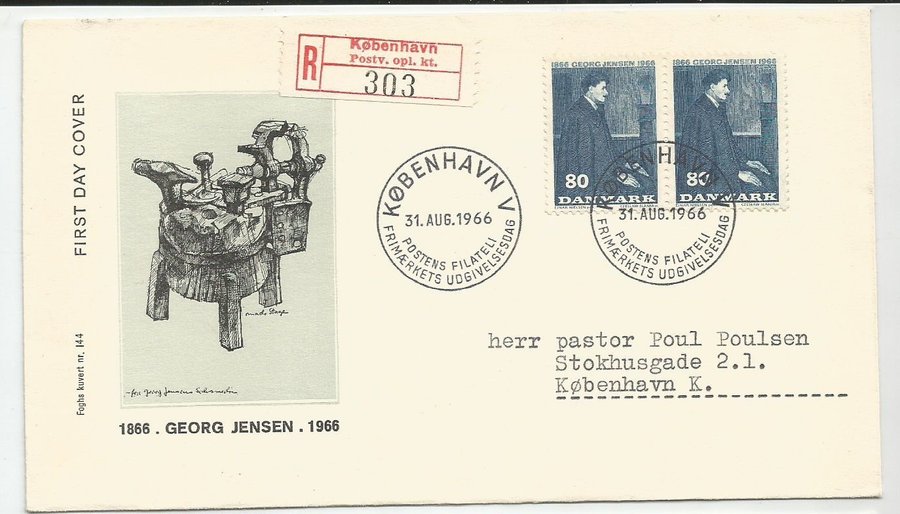 København
R Postv. opl. kt.
303
1866 GEORG JENSEN 1966
80
DANMARK
1866 GEORG JENSEN 1966
80
DANMARK
KØBENHAVN V
31.AUG.1966
POSTENS FILATELI
FRIMÆRKETS UDGIVELSESDAG
KØBENHAVN V
31.AUG.1966
POSTENS FILATELI
FRIMÆRKETS UDGIVELSESDAG
FIRST DAY COVER
Foghs kuvert nr. 144
1866 . GEORG JENSEN . 1966
herr pastor Poul Poulsen
Stokhusgade 2.1.
København K.